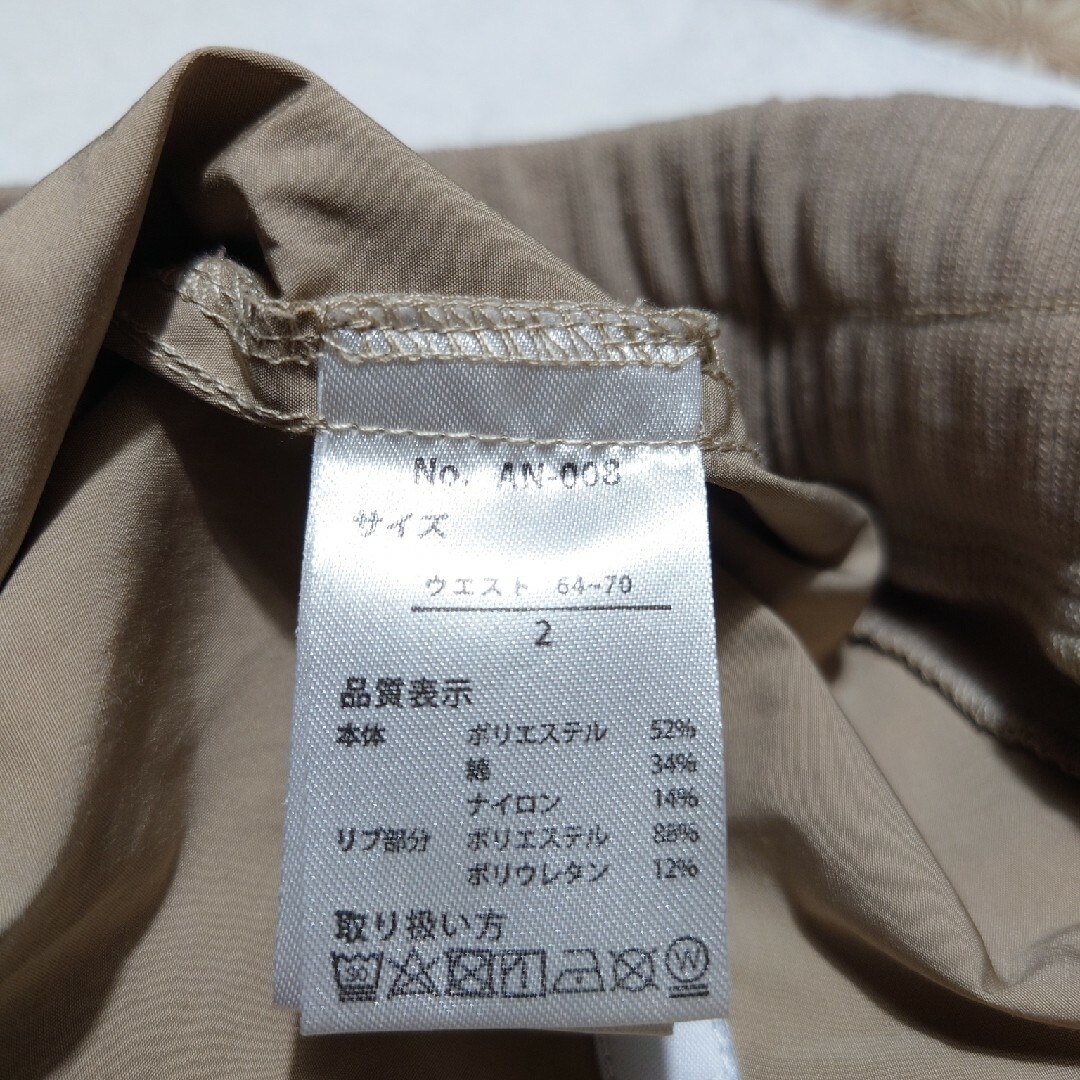 No. AN-008
サイズ
ウエスト 64~70
2
品質表示
本体 ポリエステル 52%
綿 34%
ナイロン 14%
リブ部分 ポリエステル 88%
ポリウレタン 12%
取り扱い方
30 W